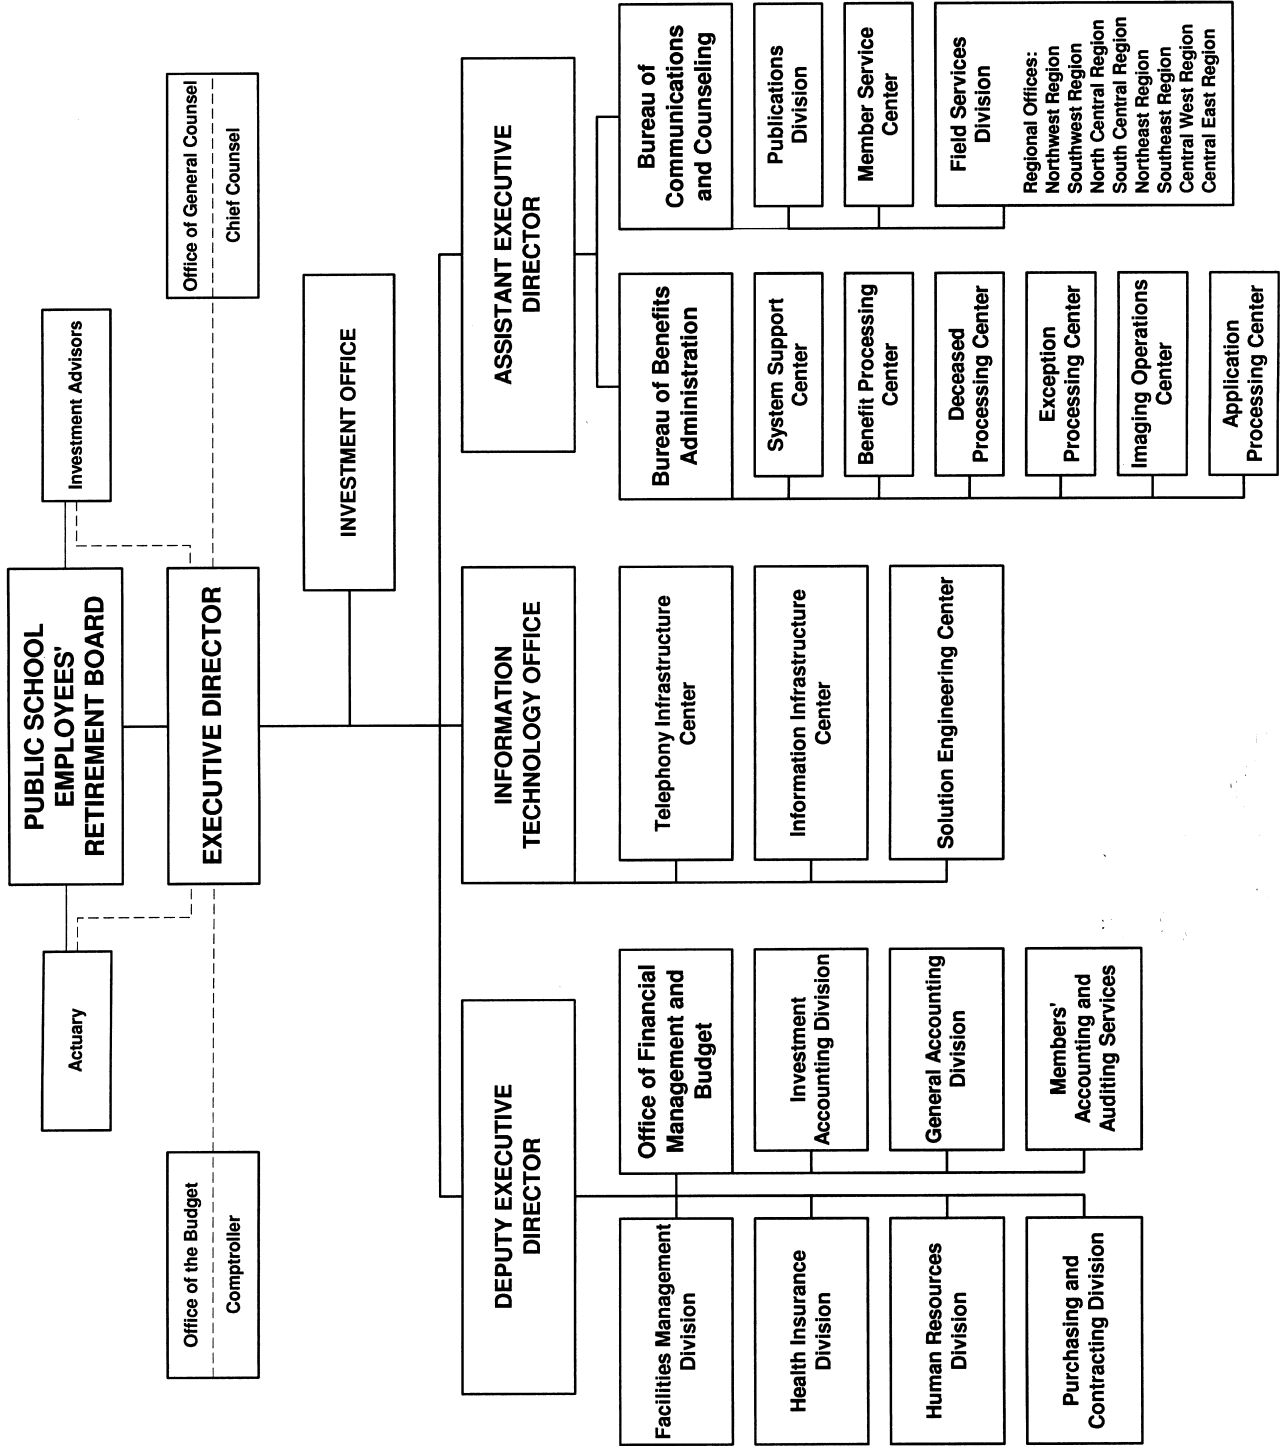 PUBLIC SCHOOL
EMPLOYEES'
RETIREMENT BOARD
Actuary
Investment Advisors
EXECUTIVE DIRECTOR
Office of the Budget
Comptroller
Office of General Counsel
Chief Counsel
INVESTMENT OFFICE
DEPUTY EXECUTIVE
DIRECTOR
INFORMATION
TECHNOLOGY OFFICE
ASSISTANT EXECUTIVE
DIRECTOR
Facilities Management
Division
Health Insurance
Division
Human Resources
Division
Purchasing and
Contracting Division
Office of Financial
Management and
Budget
Investment
Accounting Division
General Accounting
Division
Members'
Accounting and
Auditing Services
Telephony Infrastructure
Center
Information Infrastructure
Center
Solution Engineering Center
Bureau of Benefits
Administration
System Support
Center
Benefit Processing
Center
Deceased
Processing Center
Exception
Processing Center
Imaging Operations
Center
Application
Processing Center
Bureau of
Communications
and Counseling
Publications
Division
Member Service
Center
Field Services
Division
Regional Offices:
Northwest Region
Southwest Region
North Central Region
South Central Region
Northeast Region
Southeast Region
Central West Region
Central East Region